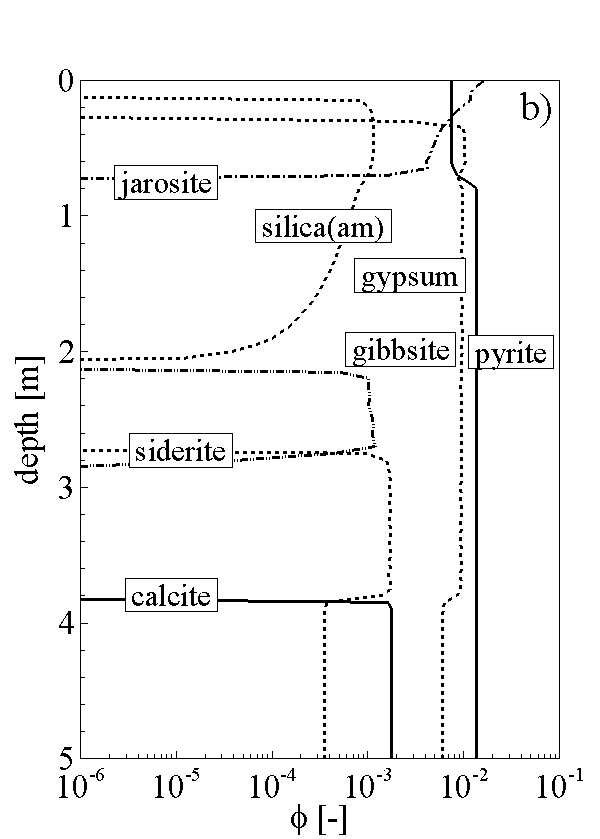 0
b)
jarosite
1
silica(am)
gypsum
2
gibbsite
pyrite
depth [m]
siderite
3
calcite
4
5
10⁻⁶
10⁻⁵
10⁻⁴
10⁻³
10⁻²
10⁻¹
ϕ [-]